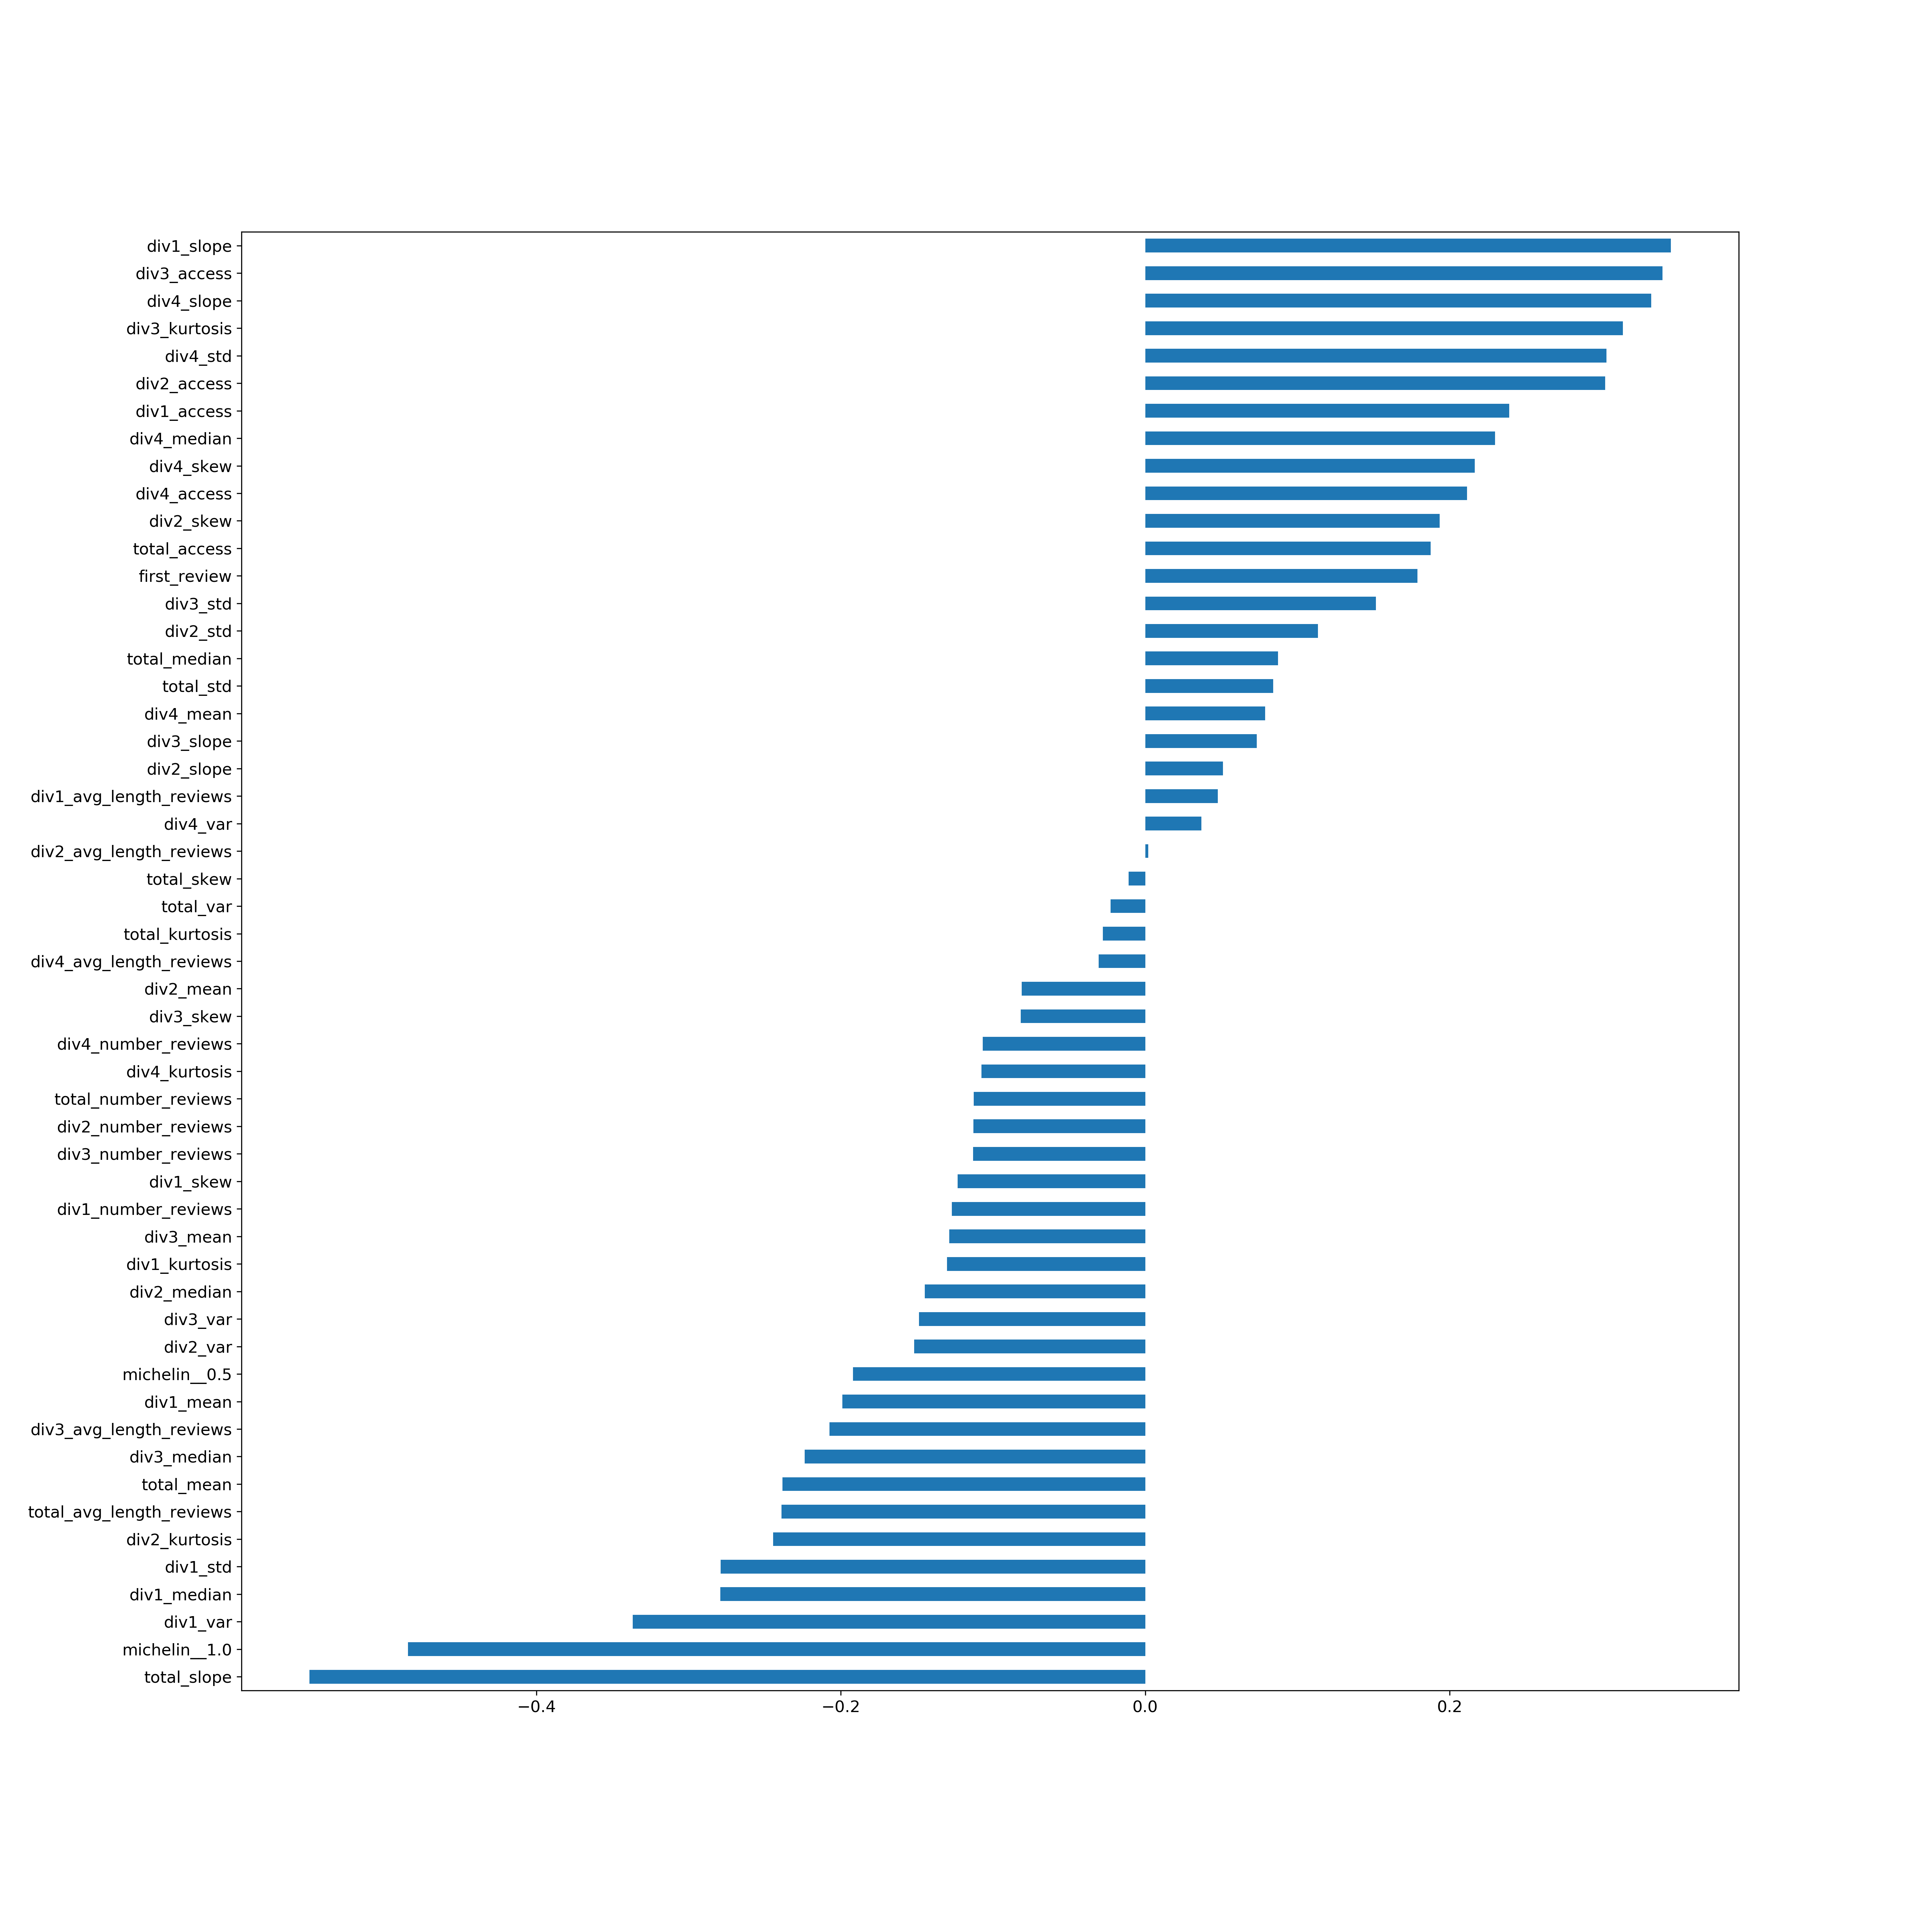 div1_slope
div3_access
div4_slope
div3_kurtosis
div4_std
div2_access
div1_access
div4_median
div4_skew
div4_access
div2_skew
total_access
first_review
div3_std
div2_std
total_median
total_std
div4_mean
div3_slope
div2_slope
div1_avg_length_reviews
div4_var
div2_avg_length_reviews
total_skew
total_var
total_kurtosis
div4_avg_length_reviews
div2_mean
div3_skew
div4_number_reviews
div4_kurtosis
total_number_reviews
div2_number_reviews
div3_number_reviews
div1_skew
div1_number_reviews
div3_mean
div1_kurtosis
div2_median
div3_var
div2_var
michelin__0.5
div1_mean
div3_avg_length_reviews
div3_median
total_mean
total_avg_length_reviews
div2_kurtosis
div1_std
div1_median
div1_var
michelin__1.0
total_slope
−0.4 −0.2 0.0 0.2